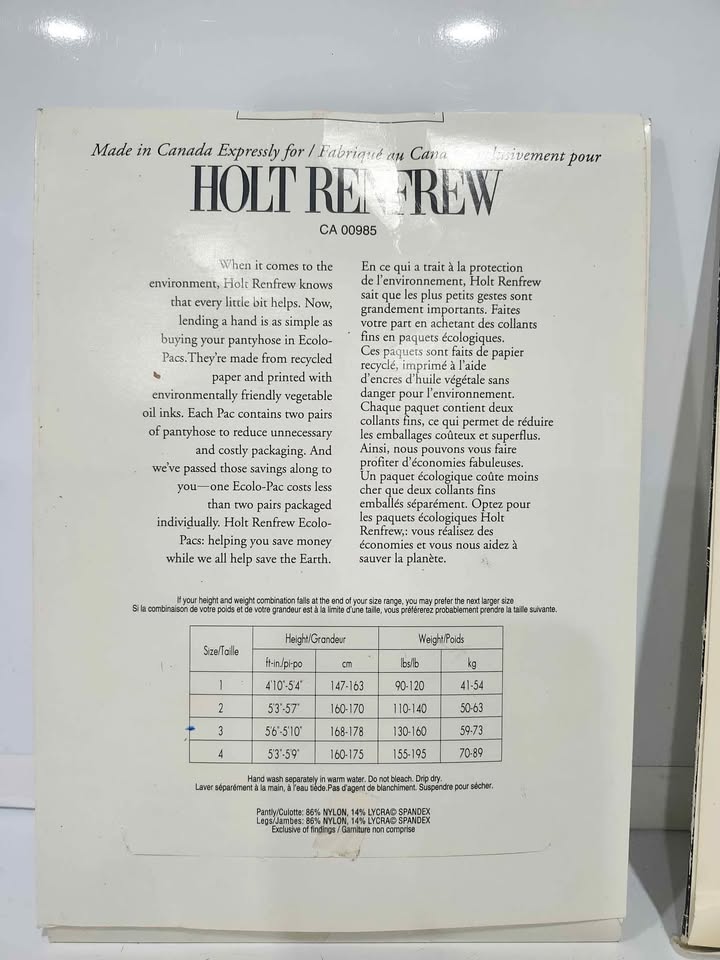 Made in Canada Expressly for / Fabriqué au Cana usivement pour
HOLT RENFREW
CA 00985
When it comes to the
environment, Holt Renfrew knows
that every little bit helps. Now,
lending a hand is as simple as
buying your pantyhose in Ecolo-
Pacs.They're made from recycled
paper and printed with
environmentally friendly vegetable
oil inks. Each Pac contains two pairs
of pantyhose to reduce unnecessary
and costly packaging. And
we've passed those savings along to
you—one Ecolo-Pac costs less
than two pairs packaged
individually. Holt Renfrew Ecolo-
Pacs: helping you save money
while we all help save the Earth.
En ce qui a trait à la protection
de l'environnement, Holt Renfrew
sait que les plus petits gestes sont
grandement importants. Faites
votre part en achetant des collants
fins en paquets écologiques.
Ces paquets sont faits de papier
recyclé, imprimé à l'aide
d'encres d'huile végétale sans
danger pour l'environnement.
Chaque paquet contient deux
collants fins, ce qui permet de réduire
les emballages coûteux et superflus.
Ainsi, nous pouvons vous faire
profiter d'économies fabuleuses.
Un paquet écologique coûte moins
cher que deux collants fins
emballés séparément. Optez pour
les paquets écologiques Holt
Renfrew,: vous réalisez des
économies et vous nous aidez à
sauver la planète.
If your height and weight combination falls at the end of your size range, you may prefer the next larger size
Si la combinaison de votre poids et de votre grandeur est à la limite d'une taille, vous préférerez probablement prendre la taille suivante.
Size/Taille Height/Grandeur Weight/Poids
ft-in./pi-po cm lbs/lb kg
1 4'10"-5'4" 147-163 90-120 41-54
2 5'3"-5'7" 160-170 110-140 50-63
3 5'6"-5'10" 168-178 130-160 59-73
4 5'3"-5'9" 160-175 155-195 70-89
Hand wash separately in warm water. Do not bleach. Drip dry.
Laver séparément à la main, à l'eau tiède.Pas d'agent de blanchiment. Suspendre pour sécher.
Pantly/Culotte: 86% NYLON, 14% LYCRA© SPANDEX
Legs/Jambes: 86% NYLON, 14% LYCRA© SPANDEX
Exclusive of findings / Garniture non comprise